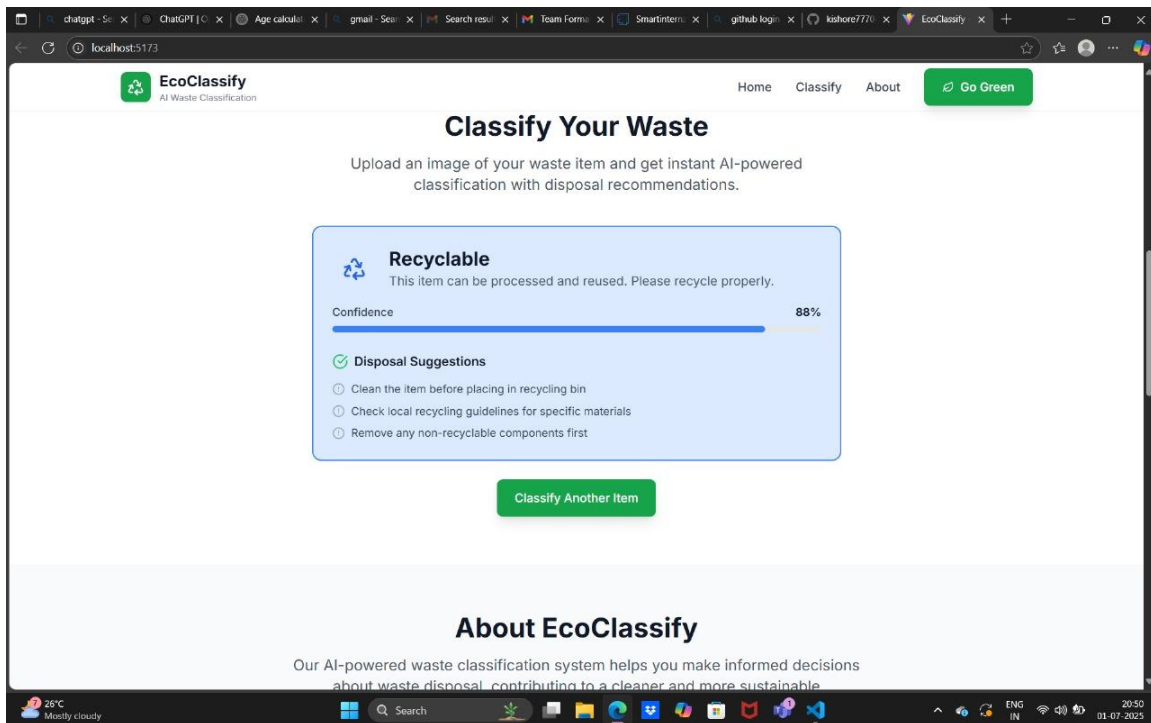 chatgpt - Se
ChatGPT | O
Age calculat
gmail - Sear
Search resul
Team Forma
Smartintern
github login
kishore7770
EcoClassify
localhost:5173
EcoClassify
AI Waste Classification
Home
Classify
About
Go Green
Classify Your Waste
Upload an image of your waste item and get instant AI-powered
classification with disposal recommendations.
Recyclable
This item can be processed and reused. Please recycle properly.
Confidence
88%
Disposal Suggestions
Clean the item before placing in recycling bin
Check local recycling guidelines for specific materials
Remove any non-recyclable components first
Classify Another Item
About EcoClassify
Our AI-powered waste classification system helps you make informed decisions
about waste disposal, contributing to a cleaner and more sustainable
26°C
Mostly cloudy
Search
ENG
IN
20:50
01-07-2025